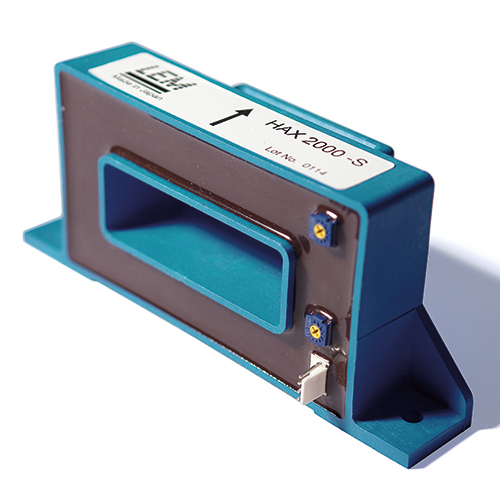 LEM
Made in Japan
HAX 2000-S
Lot No. 0114